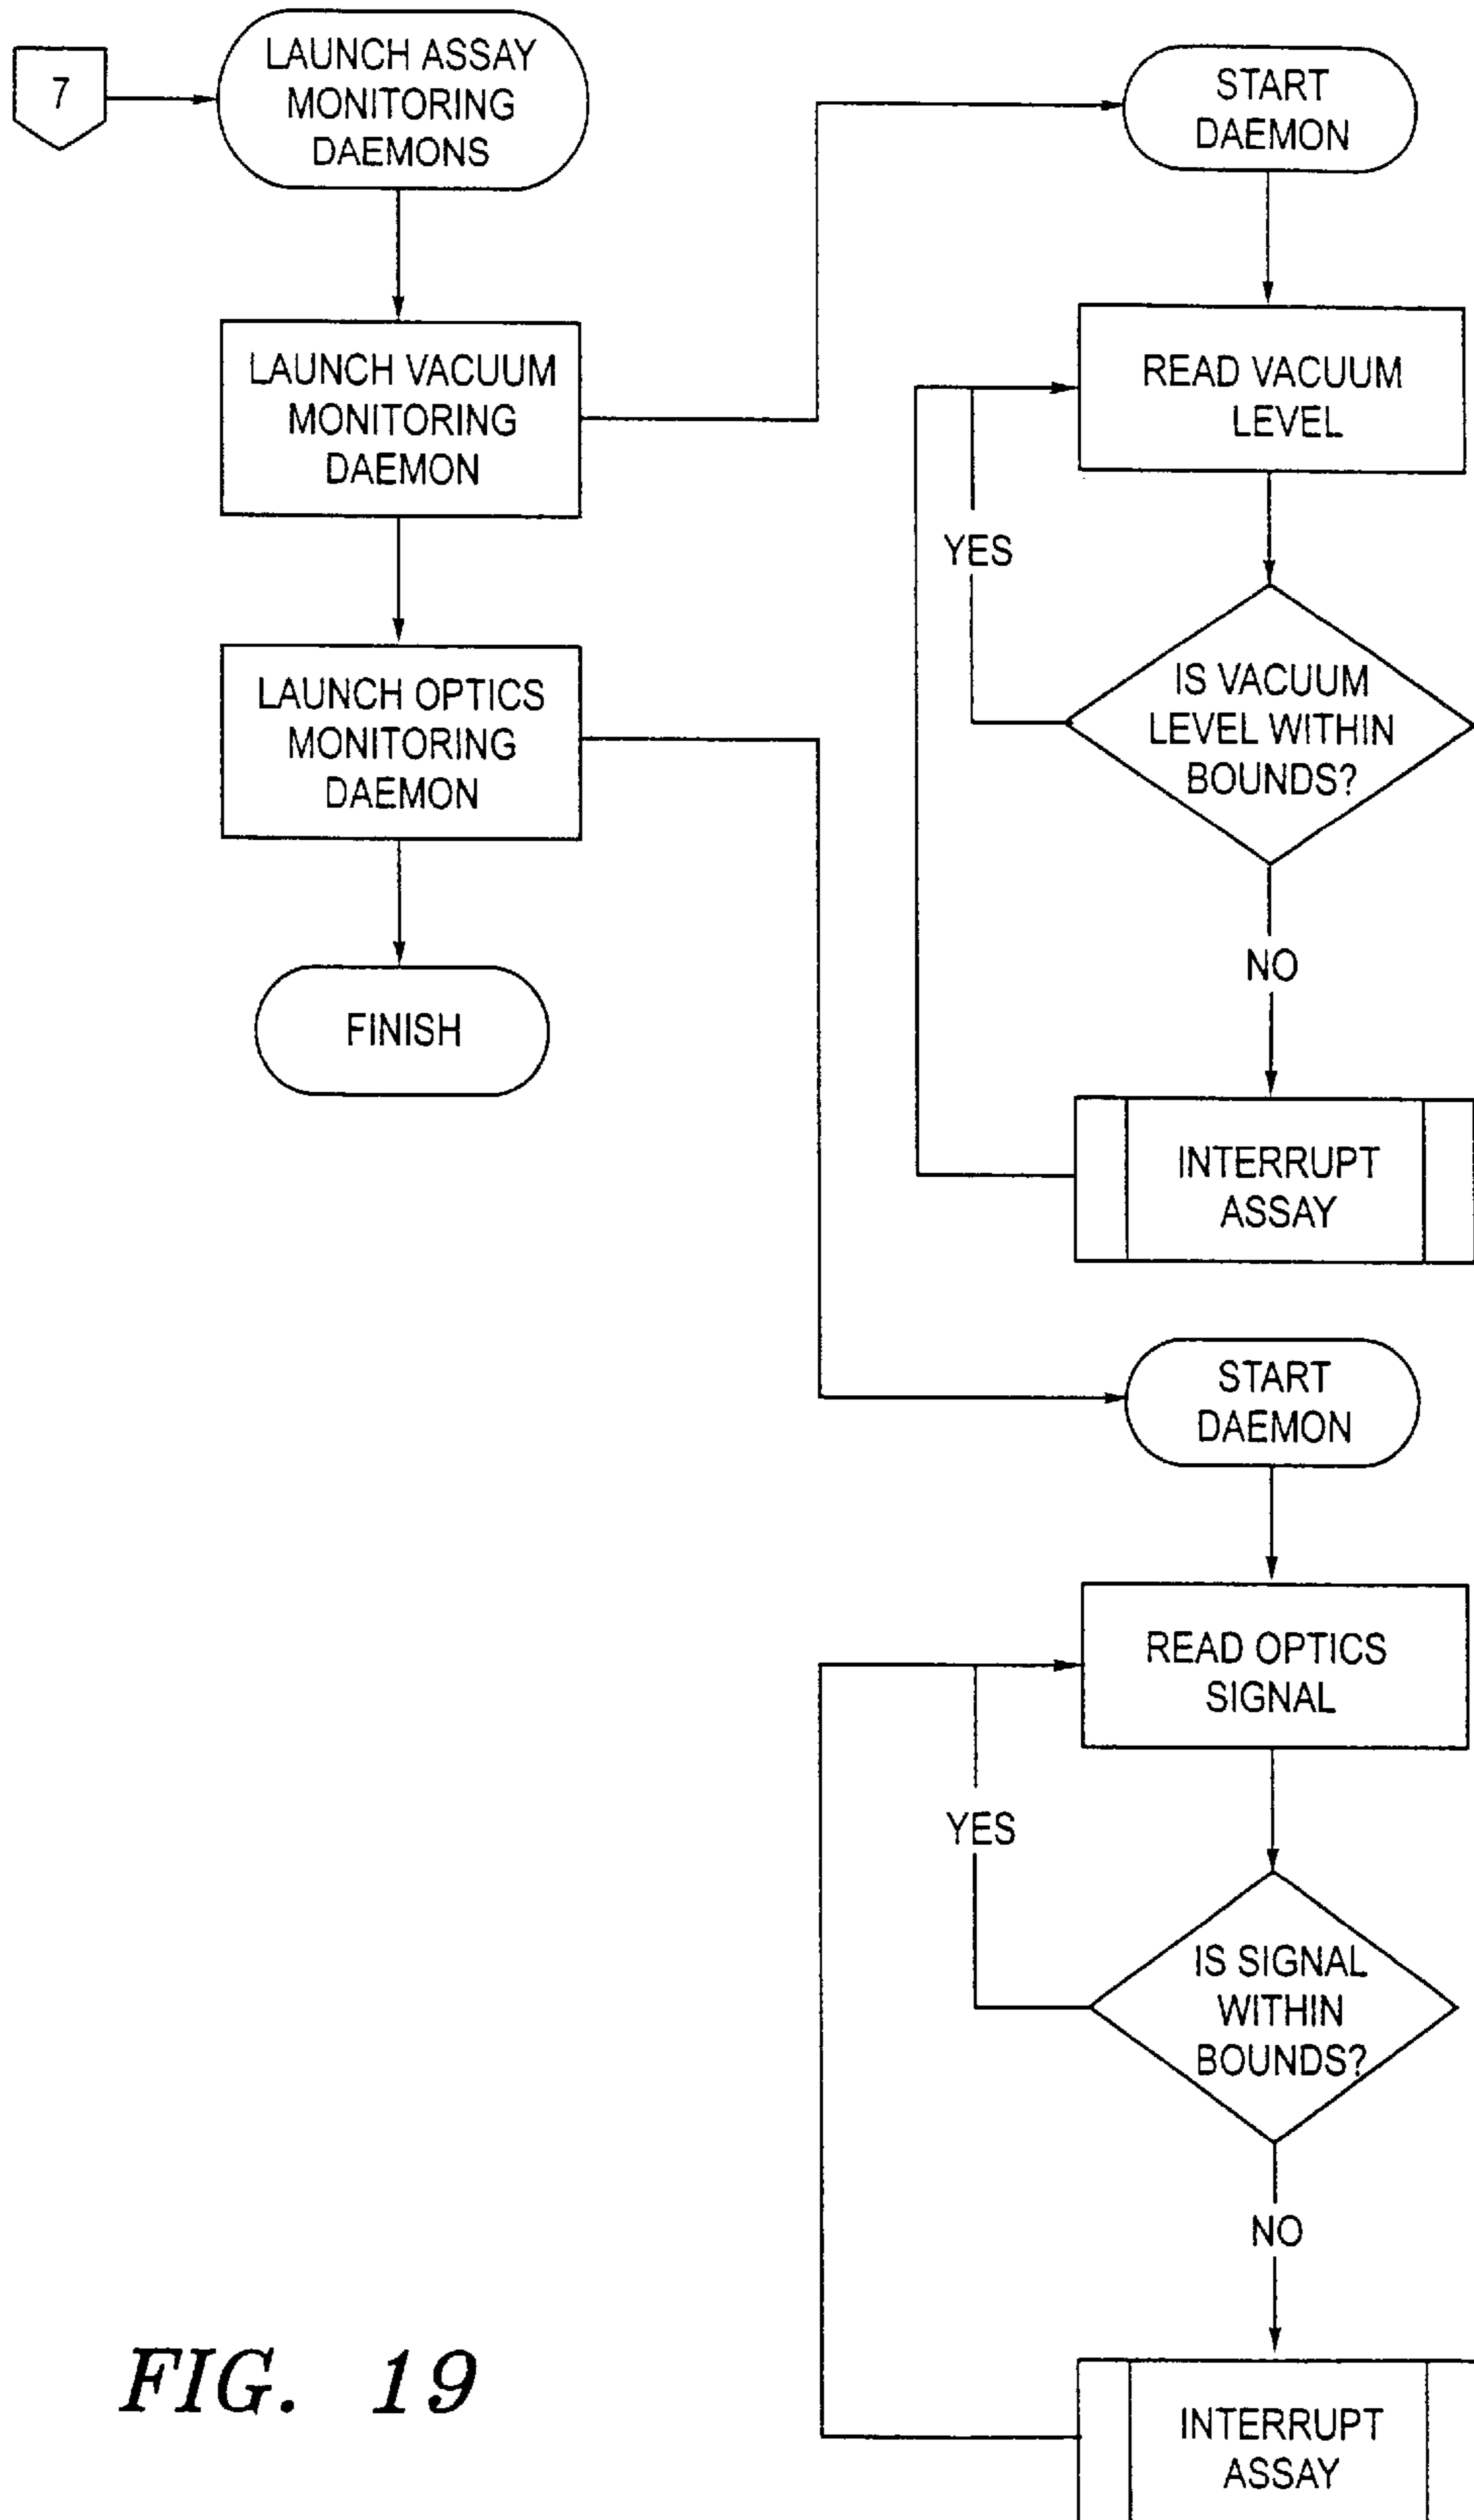 7
LAUNCH ASSAY
MONITORING
DAEMONS
LAUNCH VACUUM
MONITORING
DAEMON
LAUNCH OPTICS
MONITORING
DAEMON
FINISH
START
DAEMON
READ VACUUM
LEVEL
YES
IS VACUUM
LEVEL WITHIN
BOUNDS?
NO
INTERRUPT
ASSAY
START
DAEMON
READ OPTICS
SIGNAL
YES
IS SIGNAL
WITHIN
BOUNDS?
NO
INTERRUPT
ASSAY
FIG. 19